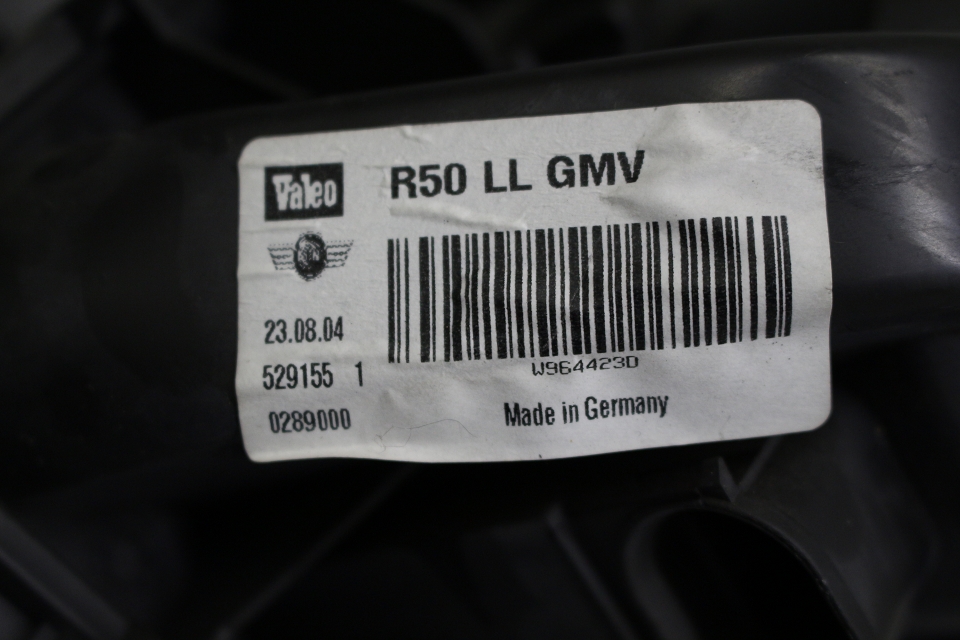 Valeo
R50 LL GMV
23.08.04
529155 1
0289000
W964423D
Made in Germany